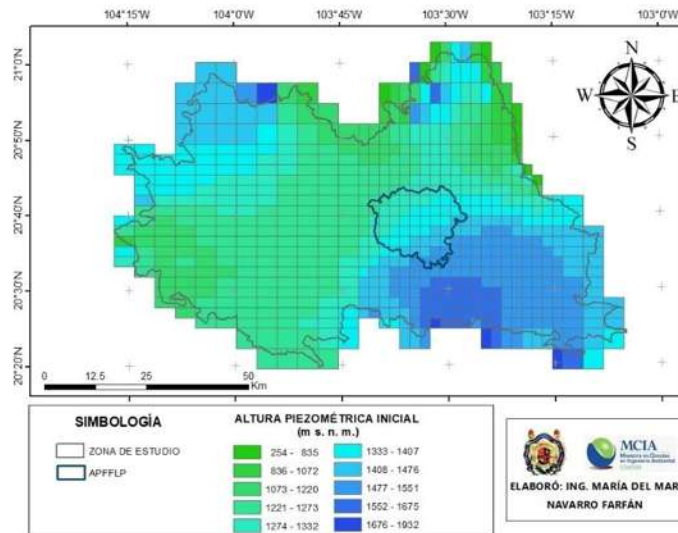 104°15'W 104°0'W 103°45'W 103°30'W 103°15'W 103°0'W
21°0'N
20°50'N
20°40'N
20°30'N
20°20'N
N
W E
S
0 12.5 25 50
Km
SIMBOLOGÍA
ZONA DE ESTUDIO
APFFLP
ALTURA PIEZOMÉTRICA INICIAL
(m s. n. m.)
254 - 835
836 - 1072
1073 - 1220
1221 - 1273
1274 - 1332
1333 - 1407
1408 - 1476
1477 - 1551
1552 - 1675
1676 - 1932
MCIA
ELABORÓ: ING. MARÍA DEL MAR
NAVARRO FARFÁN